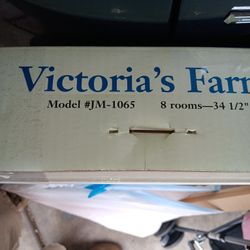 Victoria's Farm
Model #JM-1065 8 rooms—34 1/2"